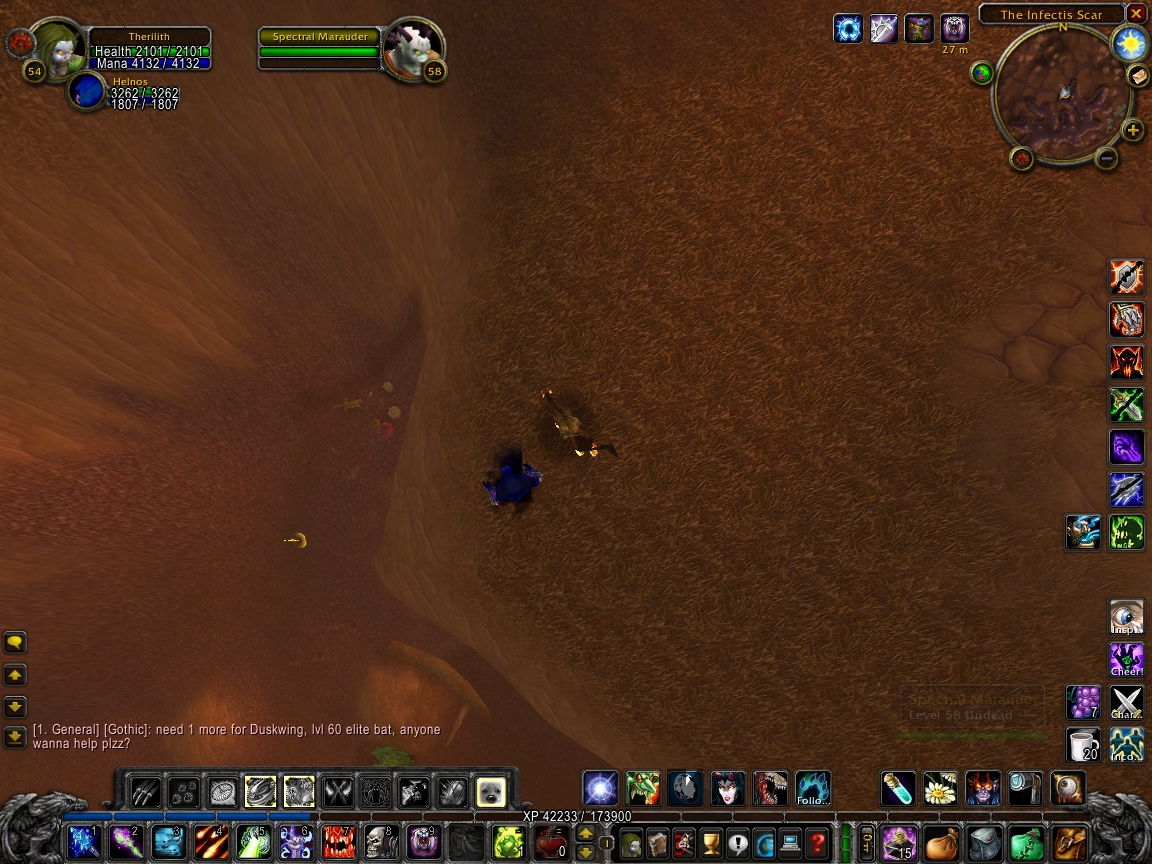 Therilith
Health 2101 / 2101
Mana 4132 / 4132
54
Helnos
3262 / 3262
1807 / 1807
Spectral Marauder
58
27 m
The Infectis Scar
N
Insp..
Cheer!
7
Char..
20
Spectral Marauder
Level 58 Undead
[1. General] [Gothic]: need 1 more for Duskwing, lvl 60 elite bat, anyone
wanna help plzz?
Follo..
XP 42233 / 173900
1
2
3
4
5
6
7
8
9
0
1
15